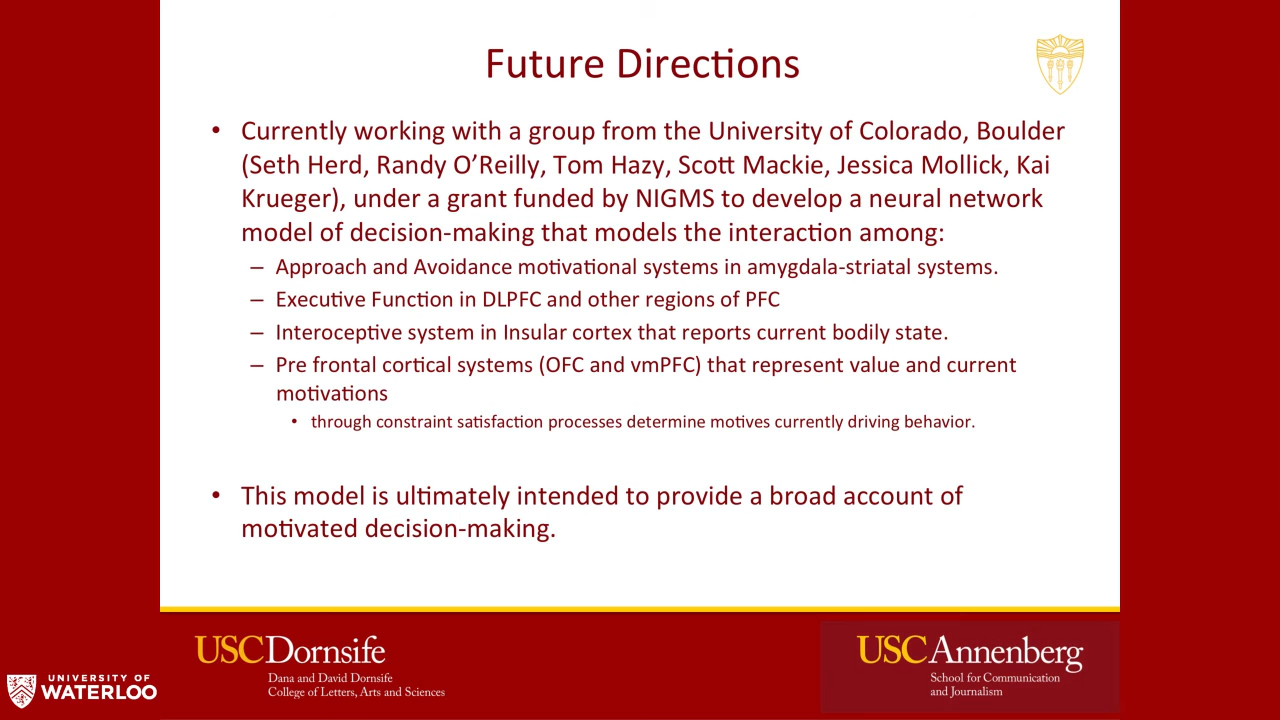 Future Directions
• Currently working with a group from the University of Colorado, Boulder
(Seth Herd, Randy O’Reilly, Tom Hazy, Scott Mackie, Jessica Mollick, Kai
Krueger), under a grant funded by NIGMS to develop a neural network
model of decision-making that models the interaction among:
– Approach and Avoidance motivational systems in amygdala-striatal systems.
– Executive Function in DLPFC and other regions of PFC
– Interoceptive system in Insular cortex that reports current bodily state.
– Pre frontal cortical systems (OFC and vmPFC) that represent value and current
motivations
• through constraint satisfaction processes determine motives currently driving behavior.
• This model is ultimately intended to provide a broad account of
motivated decision-making.
USC Dornsife
Dana and David Dornsife
College of Letters, Arts and Sciences
USC Annenberg
School for Communication
and Journalism
UNIVERSITY OF
WATERLOO